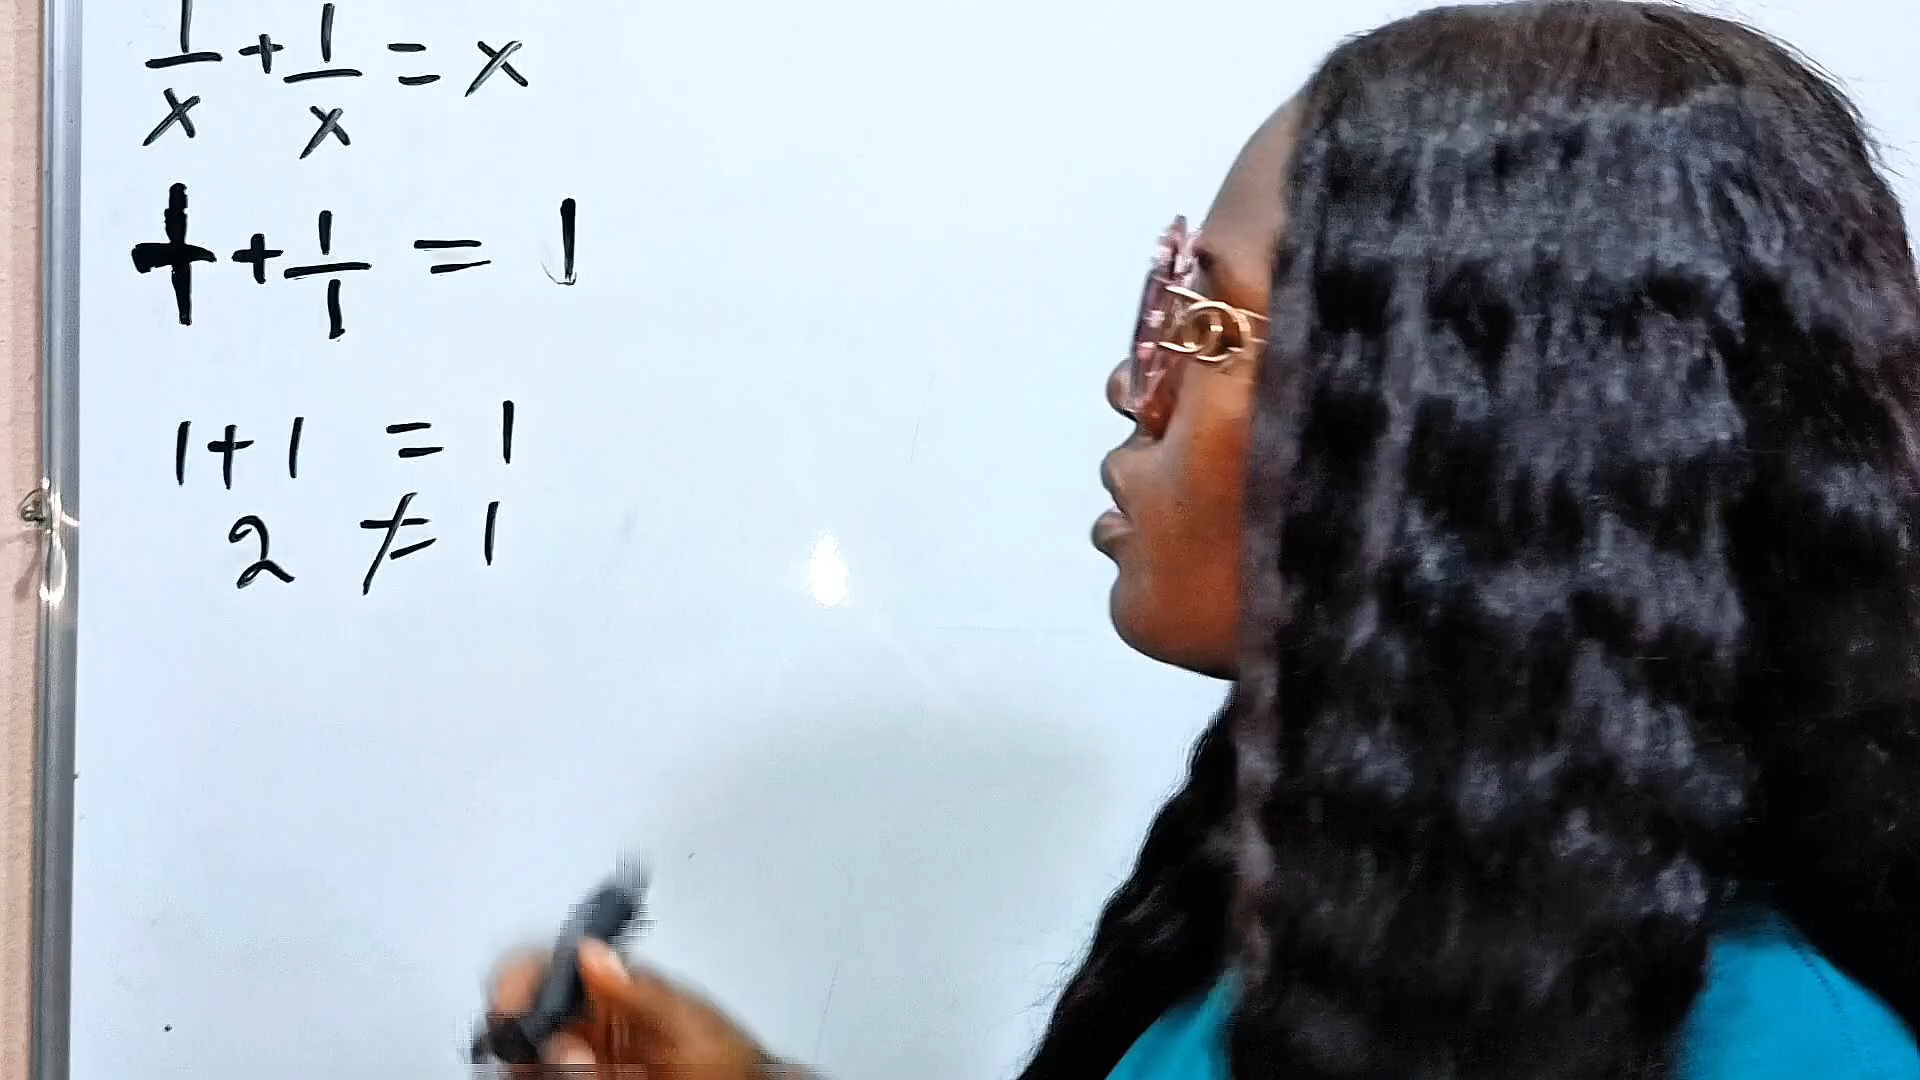 1/x + 1/x = x
1/1 + 1/1 = 1
1 + 1 = 1
2 ≠ 1